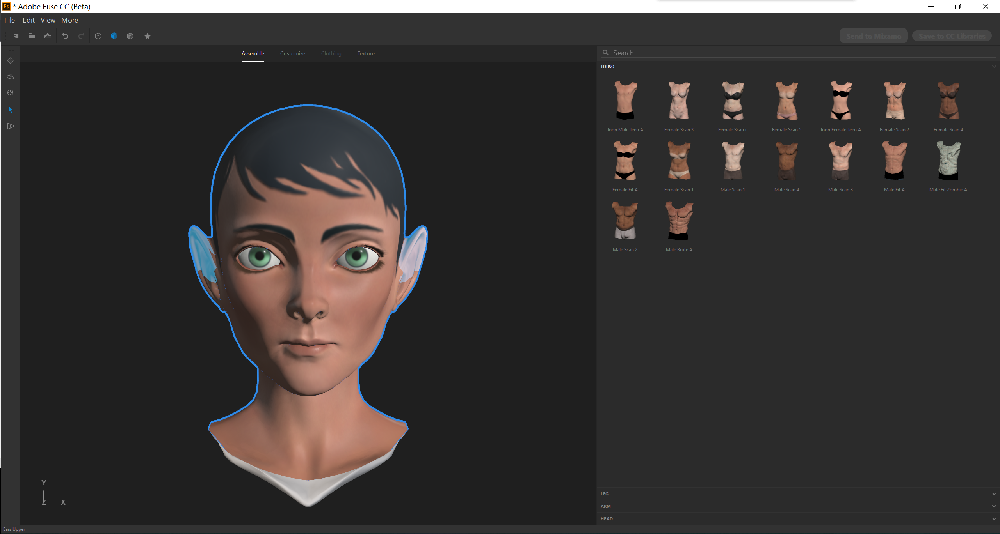 Fs * Adobe Fuse CC (Beta)
File Edit View More
Send to Mixamo Save to CC Libraries
Assemble Customize Clothing Texture
Search
TORSO
Toon Male Teen A Female Scan 3 Female Scan 6 Female Scan 5 Toon Female Teen A Female Scan 2 Female Scan 4
Female Fit A Female Scan 1 Male Scan 1 Male Scan 4 Male Scan 3 Male Fit A Male Fit Zombie A
Male Scan 2 Male Brute A
Y
Z X
LEG
ARM
HEAD
Ears Upper